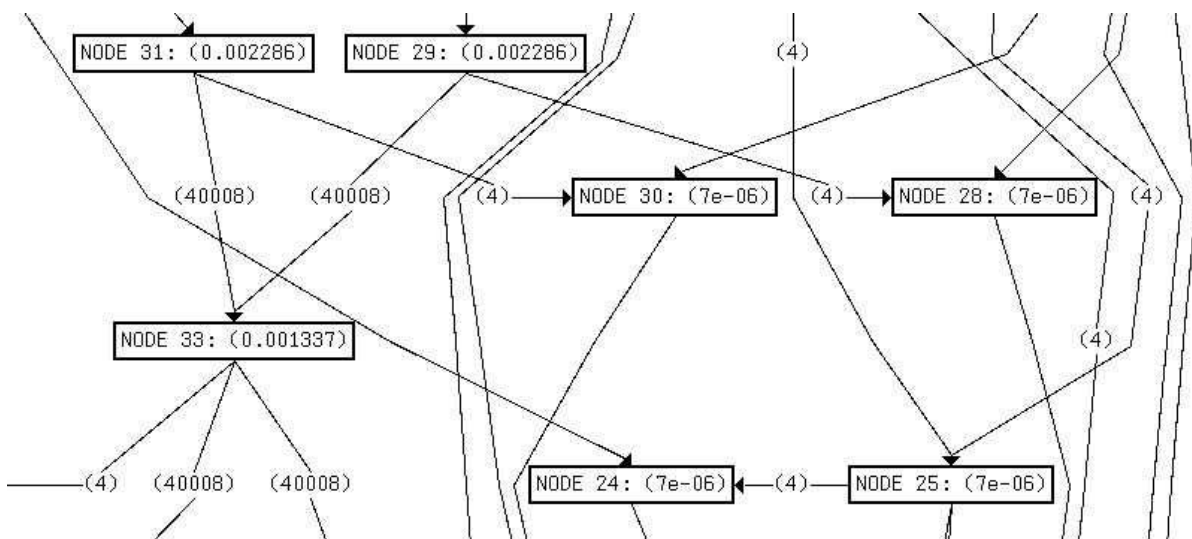 NODE 31: (0.002286)
NODE 29: (0.002286)
(4)
(40008)
(40008)
(4)
NODE 30: (7e-06)
(4)
NODE 28: (7e-06)
(4)
NODE 33: (0.001337)
(4)
(4)
(40008)
(40008)
NODE 24: (7e-06)
(4)
NODE 25: (7e-06)